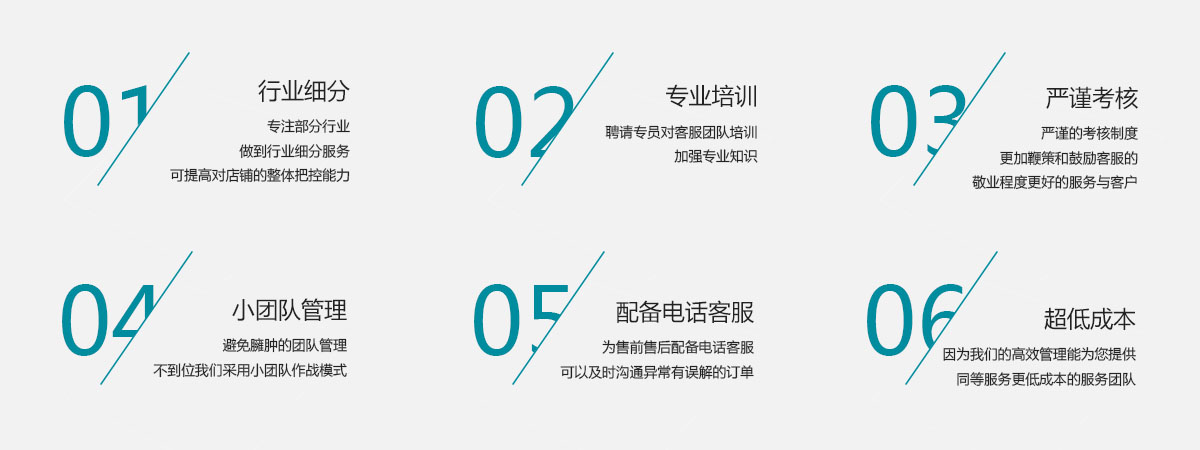 01
行业细分
专注部分行业
做到行业细分服务
可提高对店铺的整体把控能力
02
专业培训
聘请专员对客服团队培训
加强专业知识
03
严谨考核
严谨的考核制度
更加鞭策和鼓励客服的
敬业程度更好的服务与客户
04
小团队管理
避免臃肿的团队管理
不到位我们采用小团队作战模式
05
配备电话客服
为售前售后配备电话客服
可以及时沟通异常有误解的订单
06
超低成本
因为我们的高效管理能为您提供
同等服务更低成本的服务团队